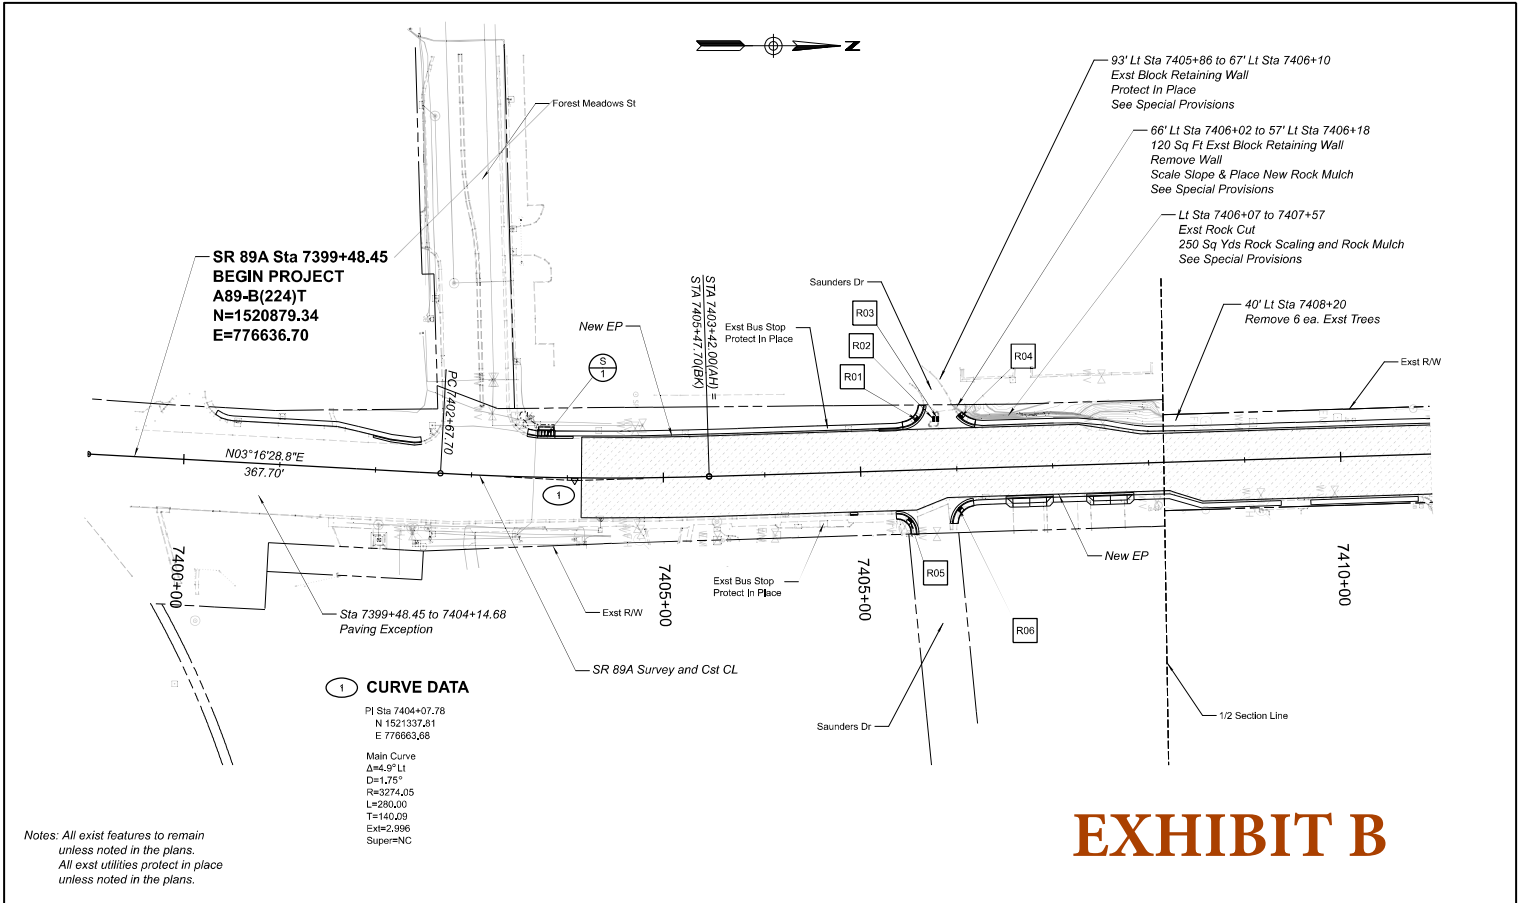 N
93' Lt Sta 7405+86 to 67' Lt Sta 7406+10
Exst Block Retaining Wall
Protect In Place
See Special Provisions
Forest Meadows St
66' Lt Sta 7406+02 to 57' Lt Sta 7406+18
120 Sq Ft Exst Block Retaining Wall
Remove Wall
Scale Slope & Place New Rock Mulch
See Special Provisions
Lt Sta 7406+07 to 7407+57
Exst Rock Cut
250 Sq Yds Rock Scaling and Rock Mulch
See Special Provisions
SR 89A Sta 7399+48.45
BEGIN PROJECT
A89-B(224)T
N=1520879.34
E=776636.70
STA 7403+42.00(AH) =
STA 7405+47.70(BK)
Saunders Dr
40' Lt Sta 7408+20
Remove 6 ea. Exst Trees
New EP
Exst Bus Stop
Protect In Place
R03
R02
R01
R04
Exst R/W
S
1
PC 7402+67.70
N03°16'28.8"E
367.70'
1
7400+00
7405+00
7405+00
7410+00
New EP
Exst Bus Stop
Protect In Place
R05
Sta 7399+48.45 to 7404+14.68
Paving Exception
Exst R/W
R06
SR 89A Survey and Cst CL
1 CURVE DATA
PI Sta 7404+07.78
N 1521337.81
E 776663.68
Main Curve
Δ=4.9° Lt
D=1.75°
R=3274.05
L=280.00
T=140.09
Ext=2.996
Super=NC
Saunders Dr
1/2 Section Line
Notes: All exist features to remain
unless noted in the plans.
All exst utilities protect in place
unless noted in the plans.
EXHIBIT B